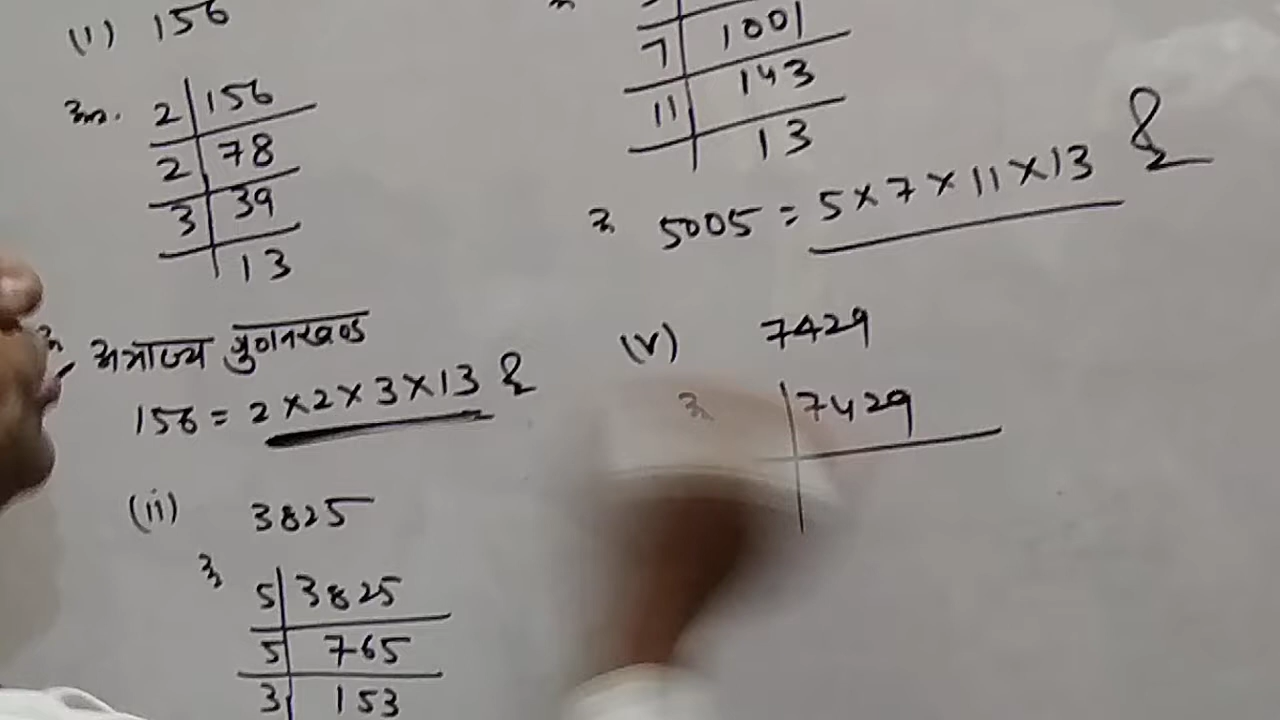 (i) 156
2 156
2 78
3 39
13
अभाज्य गुणनखण्ड
156 = 2 × 2 × 3 × 13
(ii) 3825
5 3825
5 765
3 153
7 1001
11 143
13
5005 = 5 × 7 × 11 × 13
(v) 7429
7429